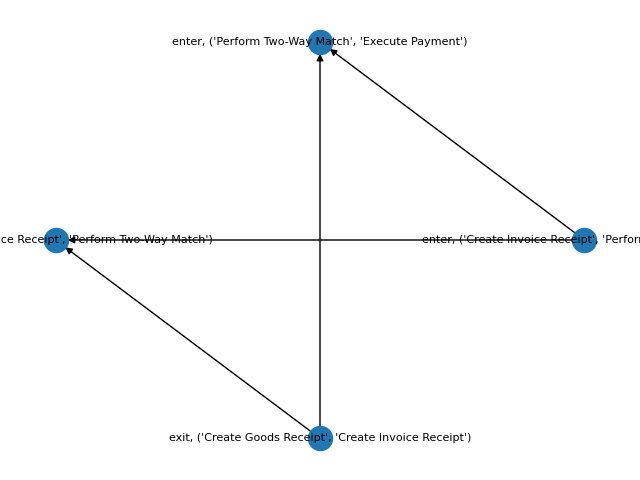 enter, ('Perform Two-Way Match', 'Execute Payment')
ce Receipt', 'Perform Two-Way Match')
enter, ('Create Invoice Receipt', 'Perfor
exit, ('Create Goods Receipt', 'Create Invoice Receipt')